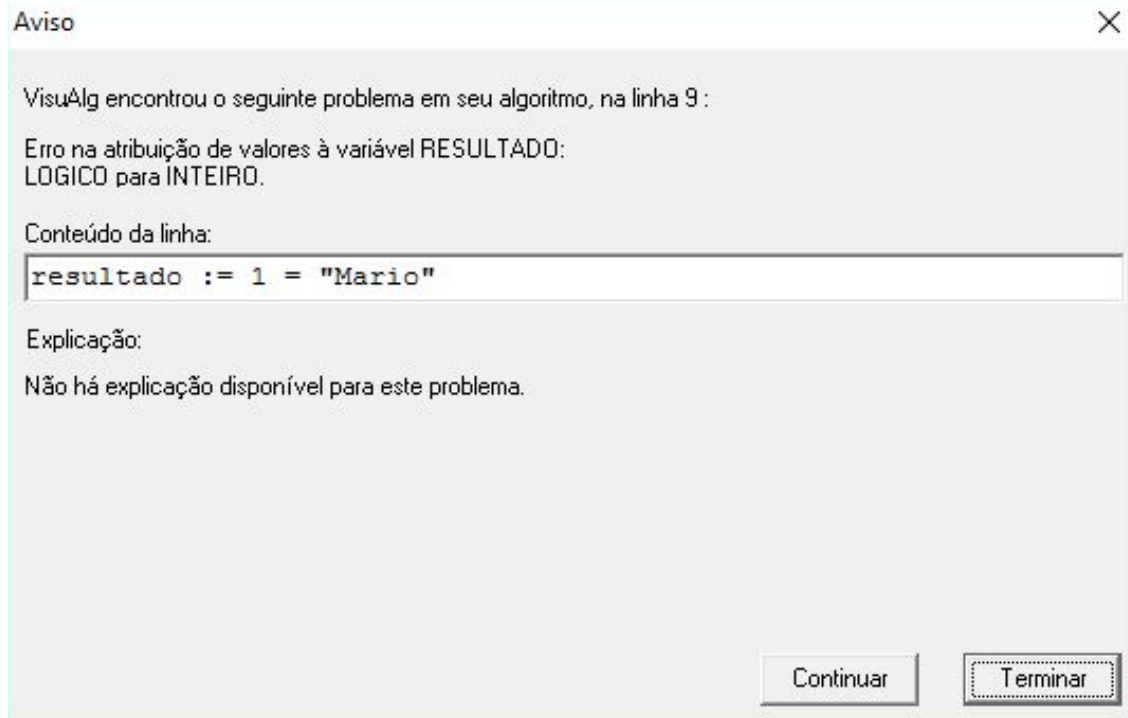 Aviso
VisuAlg encontrou o seguinte problema em seu algoritmo, na linha 9 :
Erro na atribuição de valores à variável RESULTADO:
LOGICO para INTEIRO.
Conteúdo da linha:
resultado := 1 = "Mario"
Explicação:
Não há explicação disponível para este problema.
Continuar
Terminar